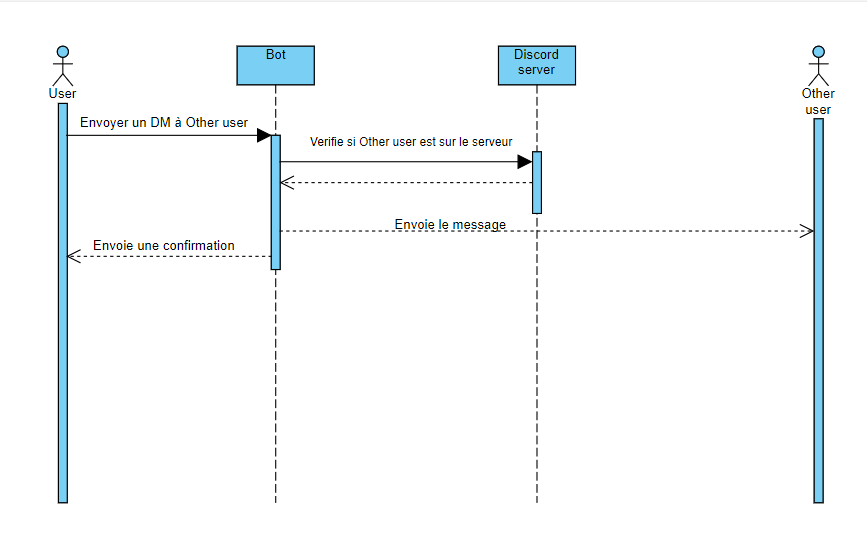 Bot
Discord
server
User
Other
user
Envoyer un DM à Other user
Verifie si Other user est sur le serveur
Envoie le message
Envoie une confirmation